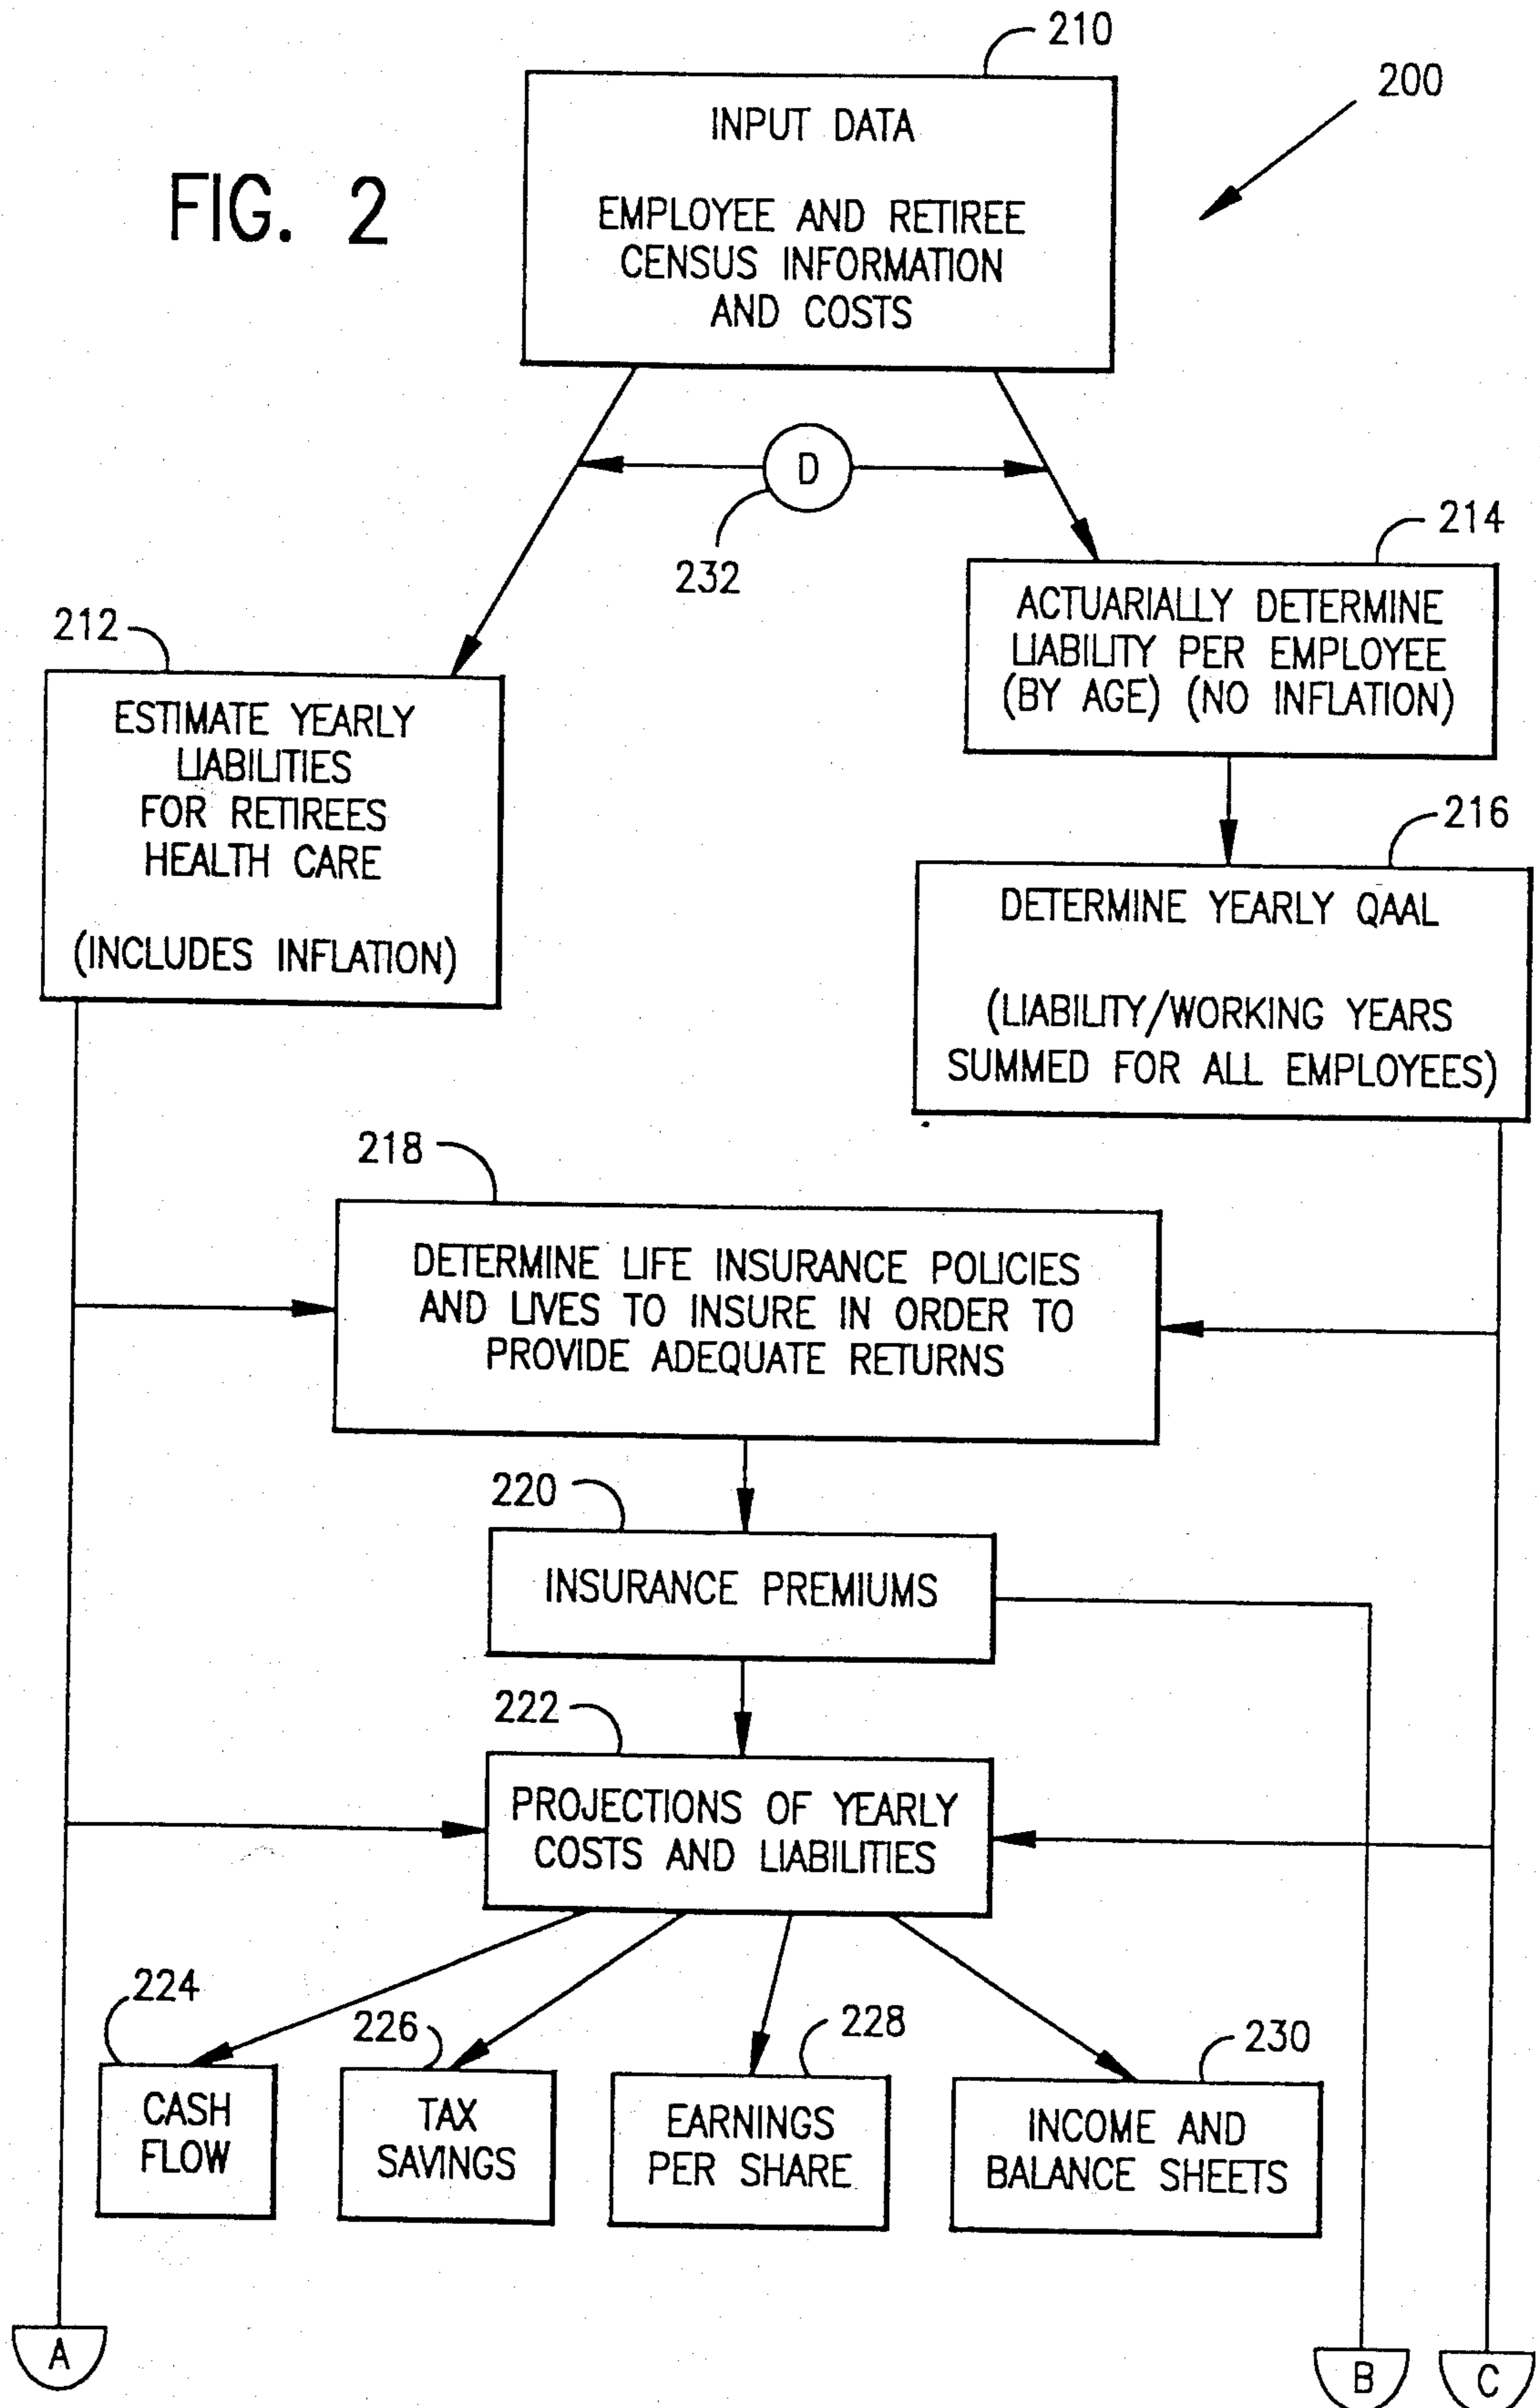 210
200
FIG. 2
INPUT DATA
EMPLOYEE AND RETIREE
CENSUS INFORMATION
AND COSTS
D
232
214
ACTUARIALLY DETERMINE
LIABILITY PER EMPLOYEE
(BY AGE) (NO INFLATION)
212
ESTIMATE YEARLY
LIABILITIES
FOR RETIREES
HEALTH CARE
(INCLUDES INFLATION)
216
DETERMINE YEARLY QAAL
(LIABILITY/WORKING YEARS
SUMMED FOR ALL EMPLOYEES)
218
DETERMINE LIFE INSURANCE POLICIES
AND LIVES TO INSURE IN ORDER TO
PROVIDE ADEQUATE RETURNS
220
INSURANCE PREMIUMS
222
PROJECTIONS OF YEARLY
COSTS AND LIABILITIES
224
CASH
FLOW
226
TAX
SAVINGS
228
EARNINGS
PER SHARE
230
INCOME AND
BALANCE SHEETS
A
B
C